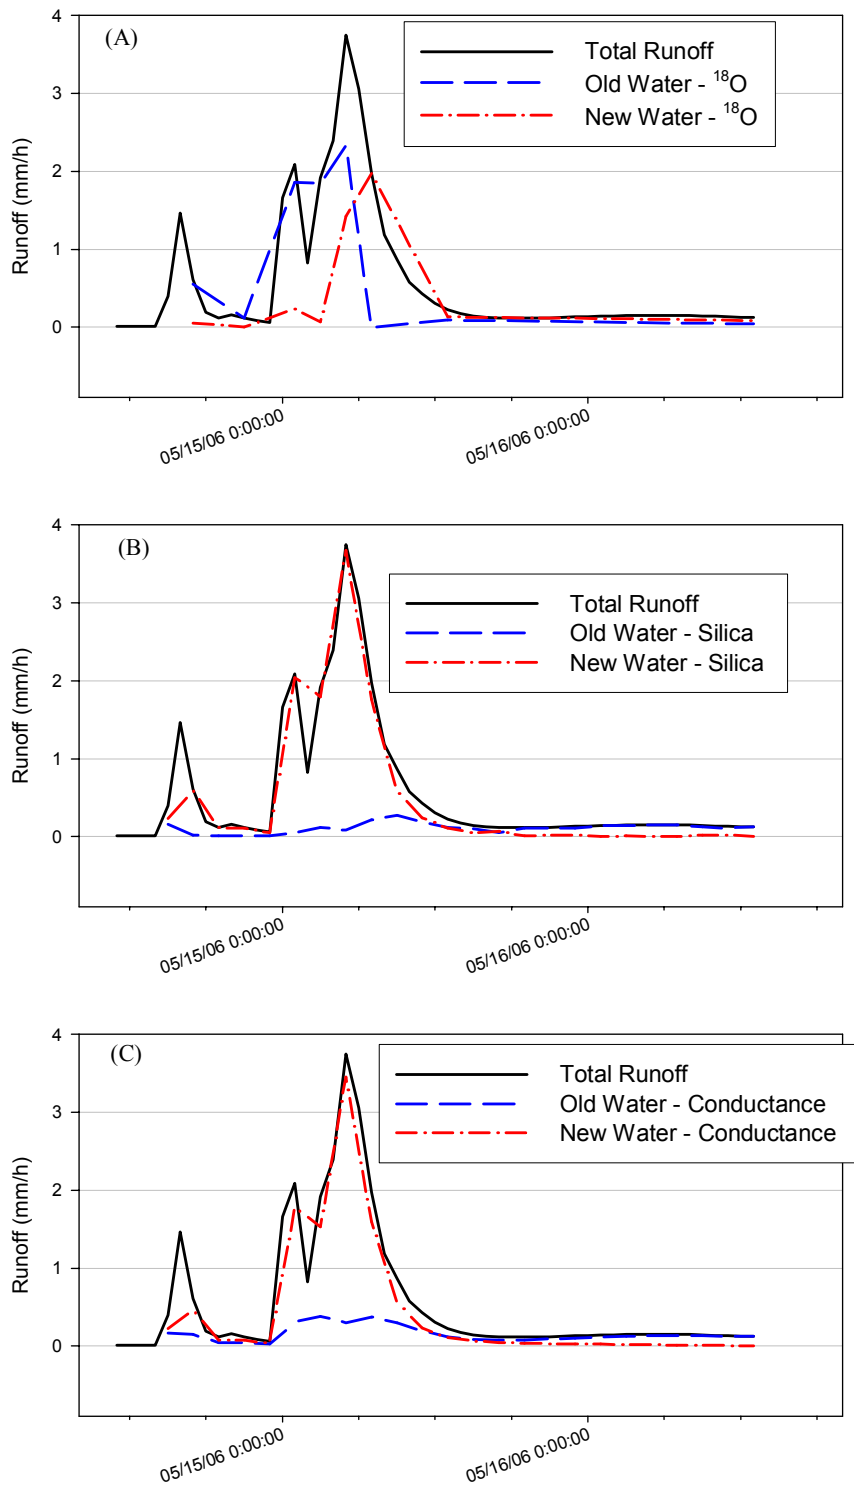 (A)
Total Runoff
Old Water - ¹⁸O
New Water - ¹⁸O
4
3
2
1
0
Runoff (mm/h)
05/15/06 0:00:00
05/16/06 0:00:00
(B)
Total Runoff
Old Water - Silica
New Water - Silica
4
3
2
1
0
Runoff (mm/h)
05/15/06 0:00:00
05/16/06 0:00:00
(C)
Total Runoff
Old Water - Conductance
New Water - Conductance
4
3
2
1
0
Runoff (mm/h)
05/15/06 0:00:00
05/16/06 0:00:00